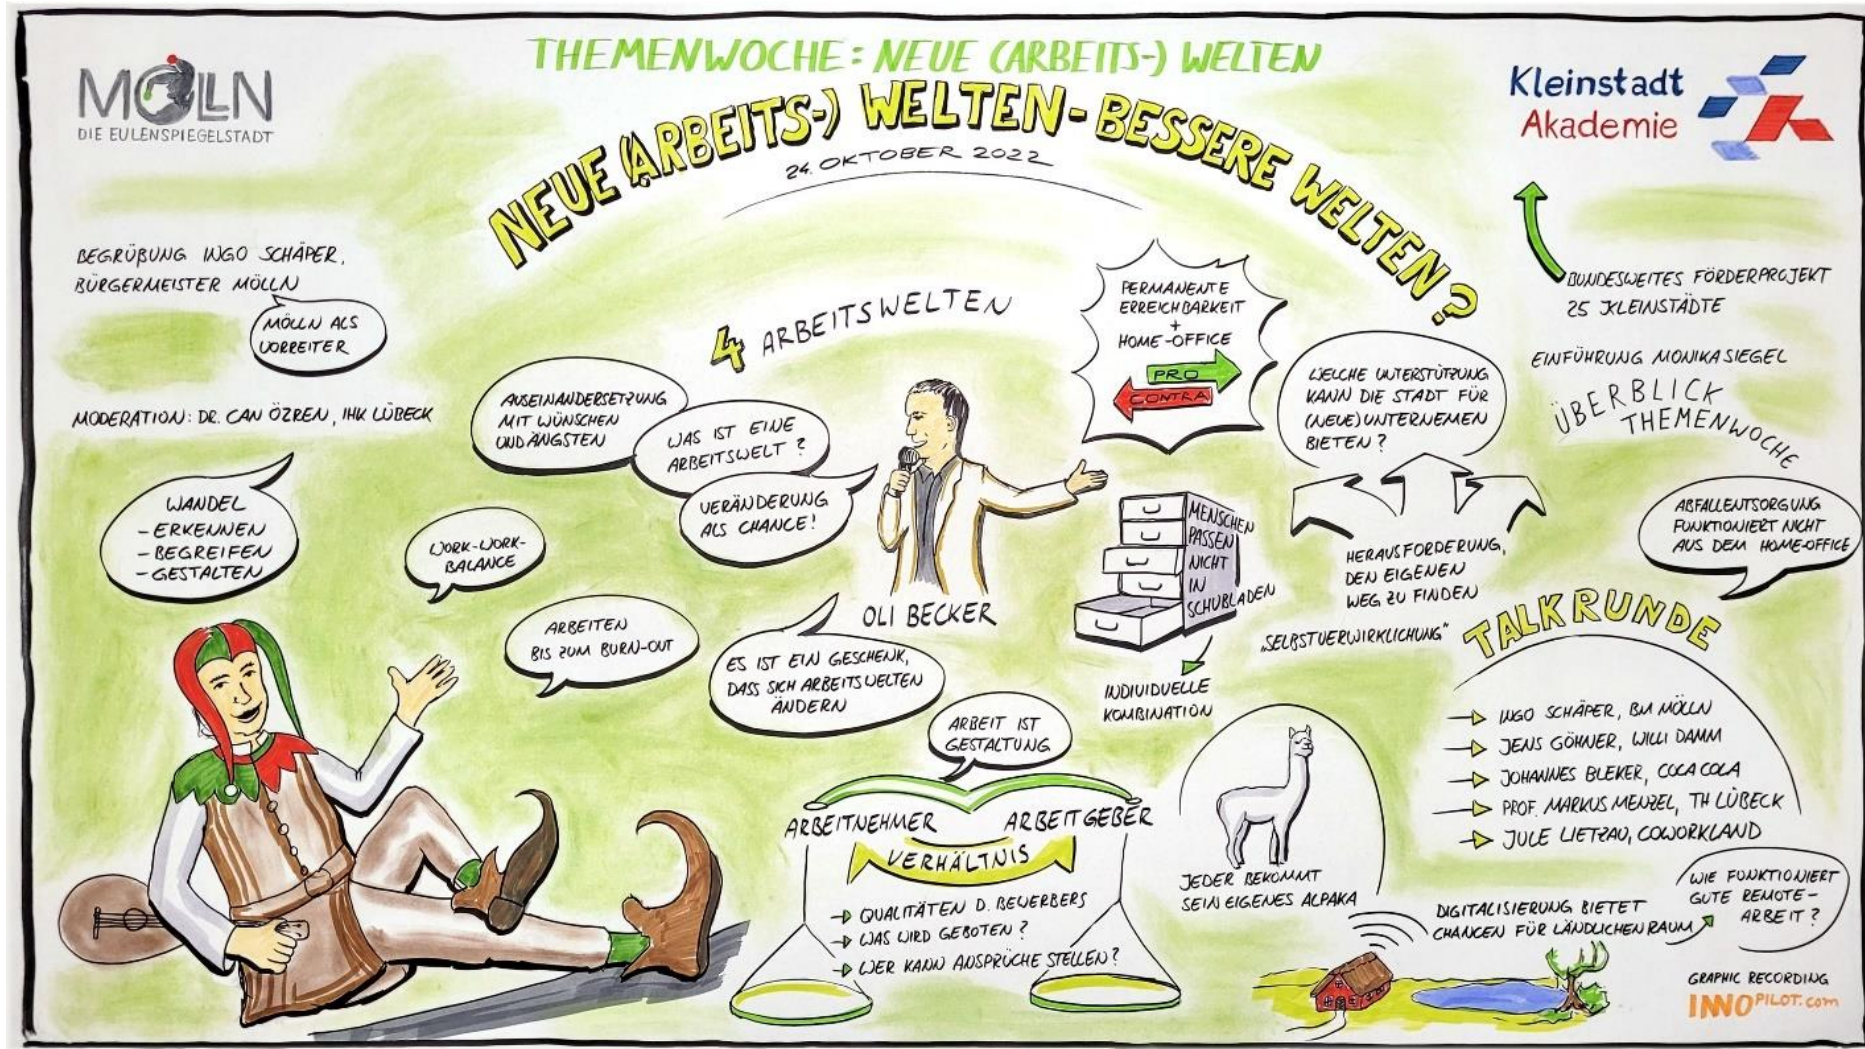 MÖLLN
DIE EULENSPIEGELSTADT
THEMENWOCHE: NEUE (ARBEITS-) WELTEN
NEUE (ARBEITS-) WELTEN - BESSERE WELTEN?
24. OKTOBER 2022
Kleinstadt
Akademie
BUNDESWEITES FÖRDERPROJEKT
25 KLEINSTÄDTE
EINFÜHRUNG MONIKA SIEGEL
ÜBERBLICK
THEMENWOCHE
BEGRÜßUNG INGO SCHÄPER,
BÜRGERMEISTER MÖLLN
MÖLLN ALS
VORREITER
MODERATION: DR. CAN ÖZREN, IHK LÜBECK
WANDEL
- ERKENNEN
- BEGREIFEN
- GESTALTEN
WORK-WORK-
BALANCE
ARBEITEN
BIS ZUM BURN-OUT
4 ARBEITSWELTEN
AUSEINANDERSETZUNG
MIT WÜNSCHEN
UND ÄNGSTEN
WAS IST EINE
ARBEITSWELT?
VERÄNDERUNG
ALS CHANCE!
OLI BECKER
ES IST EIN GESCHENK,
DASS SICH ARBEITSWELTEN
ÄNDERN
PERMANENTE
ERREICHBARKEIT
+
HOME-OFFICE
PRO
CONTRA
MENSCHEN
PASSEN
NICHT
IN
SCHUBLADEN
INDIVIDUELLE
KOMBINATION
WELCHE UNTERSTÜTZUNG
KANN DIE STADT FÜR
(NEUE) UNTERNEMEN
BIETEN?
HERAUSFORDERUNG,
DEN EIGENEN
WEG ZU FINDEN
„SELBSTVERWIRKLICHUNG“
ABFALLENTSORGUNG
FUNKTIONIERT NICHT
AUS DEM HOME-OFFICE
TALKRUNDE
INGO SCHÄPER, BM MÖLLN
JENS GÖHNER, WILLI DAMM
JOHANNES BLEKER, COCA COLA
PROF. MARKUS MENZEL, TH LÜBECK
JULE LIETZAU, COWORKLAND
ARBEIT IST
GESTALTUNG
ARBEITNEHMER ARBEITGEBER
VERHÄLTNIS
QUALITÄTEN D. BEWERBERS
WAS WIRD GEBOTEN?
WER KANN ANSPRÜCHE STELLEN?
JEDER BEKOMMT
SEIN EIGENES ALPAKA
DIGITALISIERUNG BIETET
CHANCEN FÜR LÄNDLICHEN RAUM
WIE FUNKTIONIERT
GUTE REMOTE-
ARBEIT?
GRAPHIC RECORDING
INNOPILOT.com